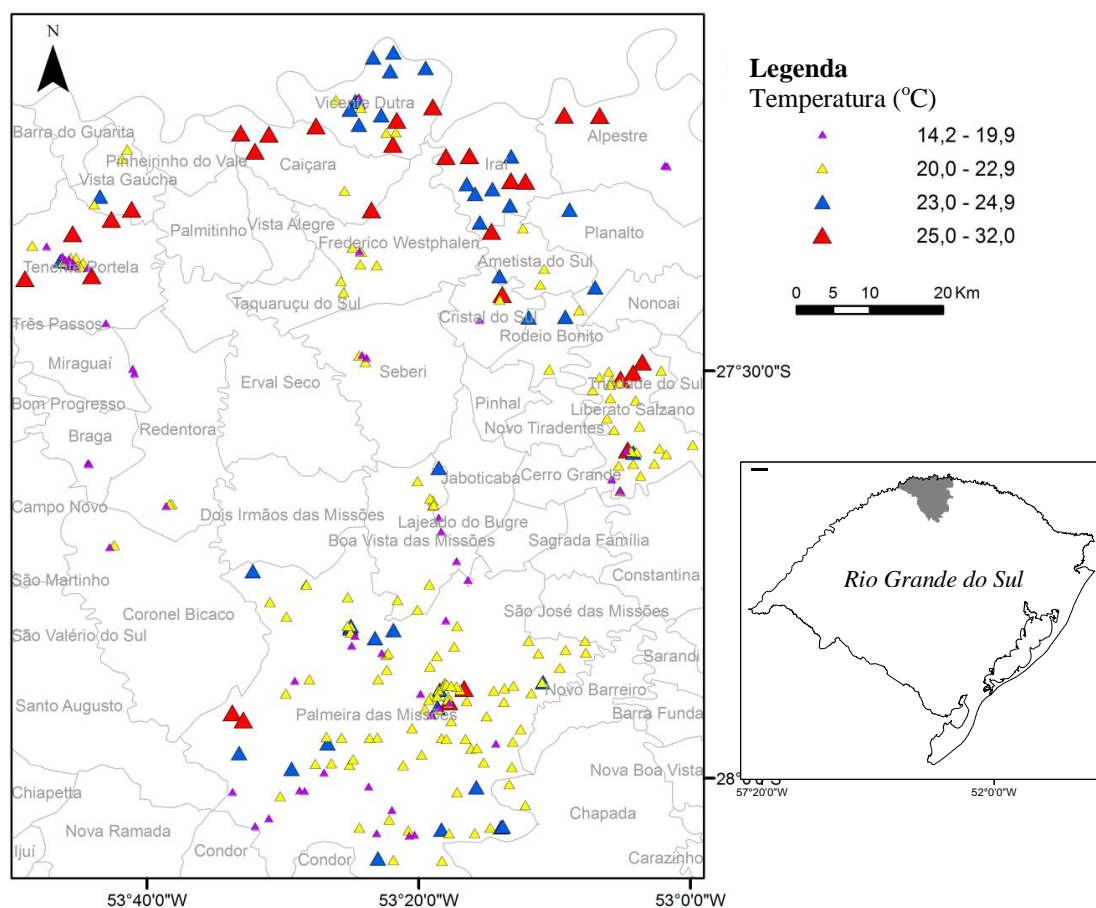 N
Vicente Dutra
Barra do Guarita
Alpestre
Pinheirinho do Vale
Caiçara
Iraí
Vista Gaucha
Palmitinho
Vista Alegre
Planalto
Frederico Westphalen
Ametista do Sul
Tenente Portela
Taquaruçu do Sul
Nonoai
Cristal do Sul
Três Passos
Rodeio Bonito
Miraguaí
Seberi
Erval Seco
Trindade do Sul
Bom Progresso
Pinhal
Liberato Salzano
Redentora
Novo Tiradentes
Braga
Jaboticaba
Cerro Grande
Campo Novo
Dois Irmãos das Missões
Lajeado do Bugre
Boa Vista das Missões
Sagrada Família
São Martinho
Constantina
Coronel Bicaco
São José das Missões
São Valério do Sul
Sarandi
Novo Barreiro
Santo Augusto
Palmeira das Missões
Barra Funda
Nova Boa Vista
Chiapetta
Chapada
Nova Ramada
Ijuí
Condor
Condor
Carazinho
53°40'0"W
53°20'0"W
53°0'0"W
27°30'0"S
Legenda
Temperatura (°C)
14,2 - 19,9
20,0 - 22,9
23,0 - 24,9
25,0 - 32,0
0 5 10 20 Km
Rio Grande do Sul
57°20'0"W
52°0'0"W